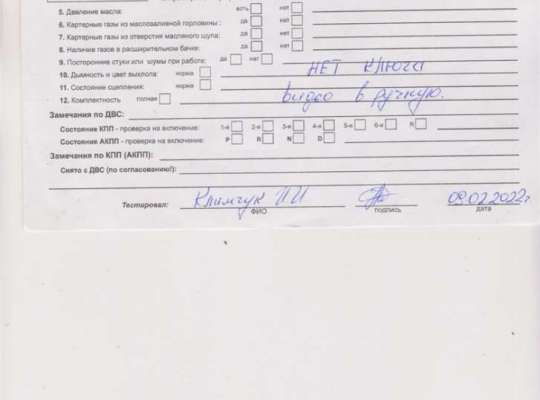 5. Давление масла: есть нет
6. Картерные газы из маслозаливной горловины : да нет
7. Картерные газы из отверстия масляного щупа: да нет
8. Наличие газов в расширительном бачке: да нет
9. Посторонние стуки или шумы при работе: да нет
10. Дымность и цвет выхлопа: норма НЕТ КЛЮЧА
11. Состояние сцепления: норма
12. Комплектность полная видео в ручную.
Замечания по ДВС:
Состояние КПП - проверка на включение: 1-я 2-я 3-я 4-я 5-я 6-я R
Состояние АКПП - проверка на включение: P R N D
Замечания по КПП (АКПП):
Снято с ДВС (по согласованию!):
Тестировал: Климчук И И 09.02.2022г
ФИО подпись дата